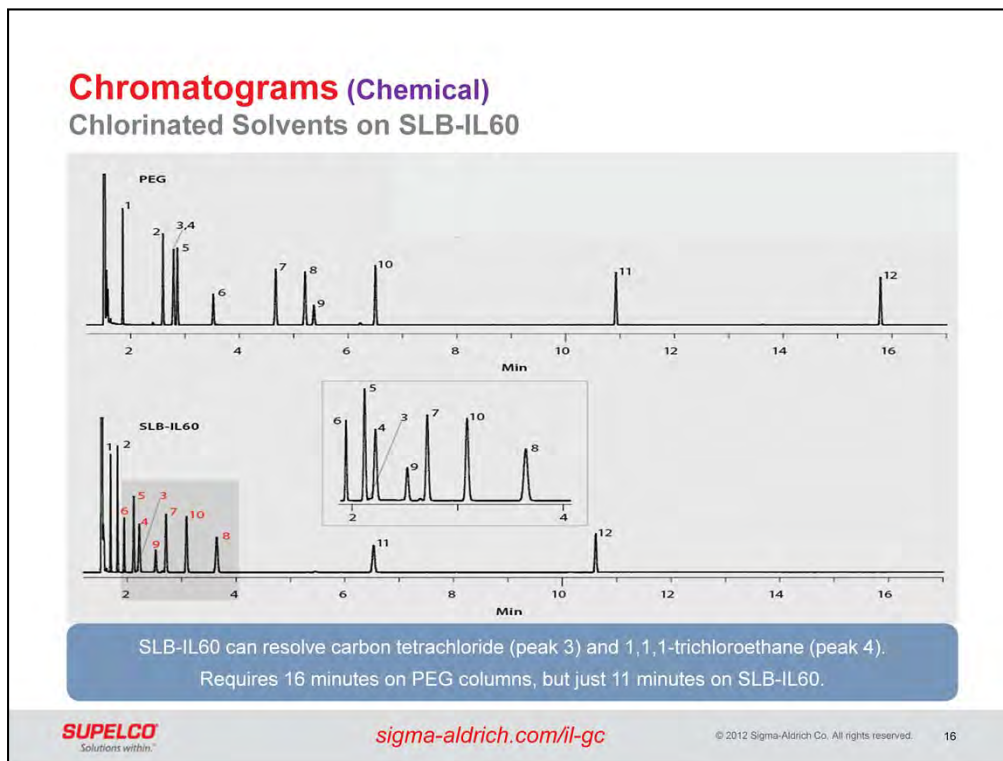 Chromatograms (Chemical)
Chlorinated Solvents on SLB-IL60
PEG
1
2
3,4
5
6
7
8
9
10
11
12
2 4 6 8 10 12 14 16
Min
SLB-IL60
1
2
6
5
3
4
9
7
10
8
11
12
6
5
4
3
9
7
10
8
2 4
2 4 6 8 10 12 14 16
Min
SLB-IL60 can resolve carbon tetrachloride (peak 3) and 1,1,1-trichloroethane (peak 4).
Requires 16 minutes on PEG columns, but just 11 minutes on SLB-IL60.
SUPELCO
Solutions within.™
sigma-aldrich.com/il-gc
© 2012 Sigma-Aldrich Co. All rights reserved. 16